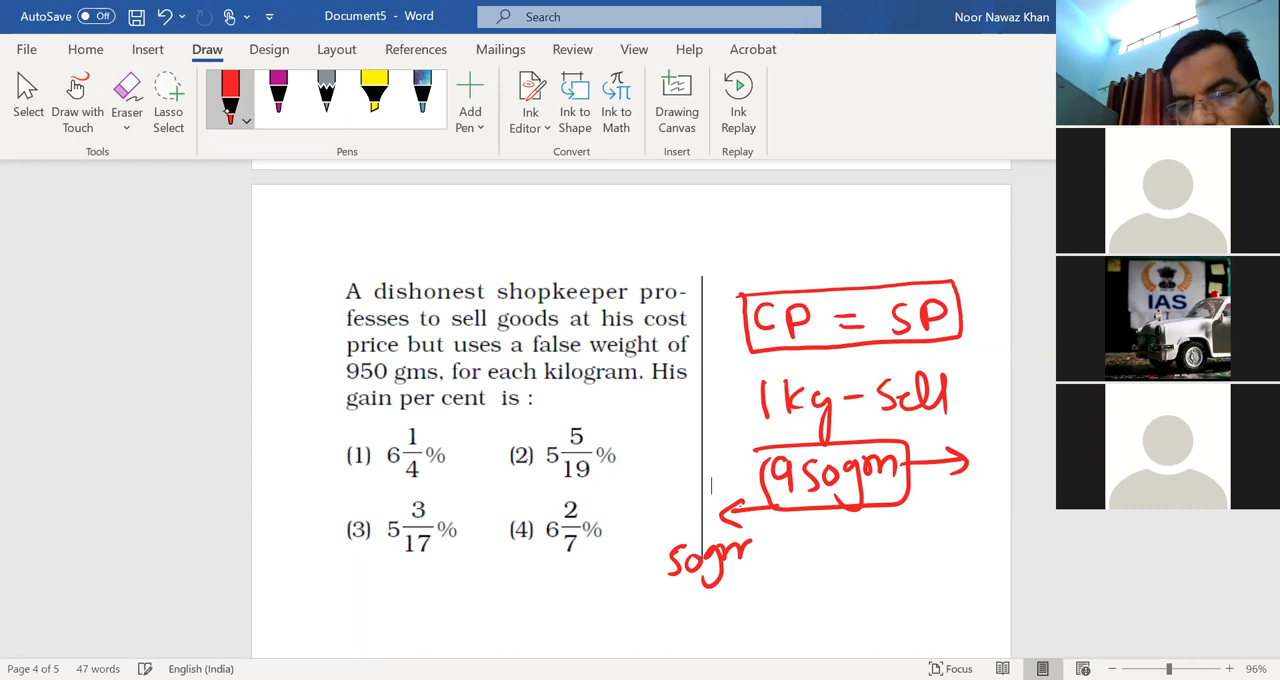 AutoSave Off Document5 - Word Search Noor Nawaz Khan
File Home Insert Draw Design Layout References Mailings Review View Help Acrobat
Select Draw with Touch Eraser Lasso Select Add Pen Ink Editor Ink to Shape Ink to Math Drawing Canvas Ink Replay
Tools Pens Convert Insert Replay
A dishonest shopkeeper pro-
fesses to sell goods at his cost
price but uses a false weight of
950 gms, for each kilogram. His
gain per cent is :
(1) 6 1/4 % (2) 5 5/19 %
(3) 5 3/17 % (4) 6 2/7 %
CP = SP
1 kg - Sell
950gm
50gm
IAS
Page 4 of 5 47 words English (India) Focus 96%